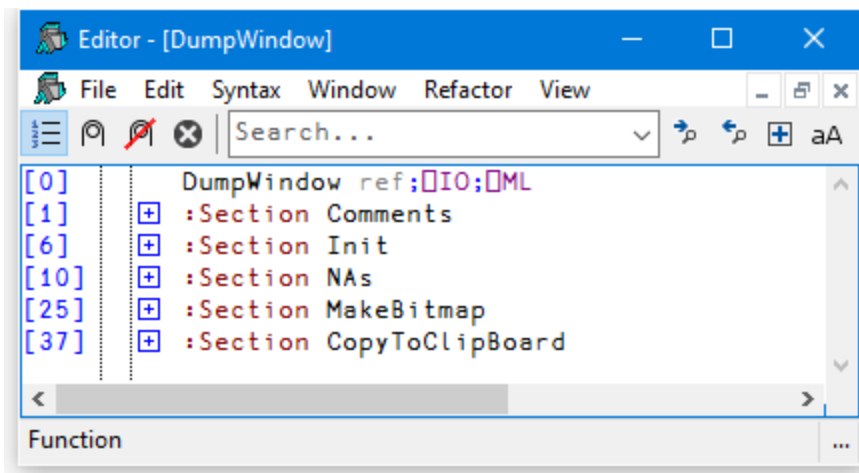 Editor - [DumpWindow]
File Edit Syntax Window Refactor View
Search... aA
[0] DumpWindow ref;⎕IO;⎕ML
[1] :Section Comments
[6] :Section Init
[10] :Section NAs
[25] :Section MakeBitmap
[37] :Section CopyToClipBoard
Function ...